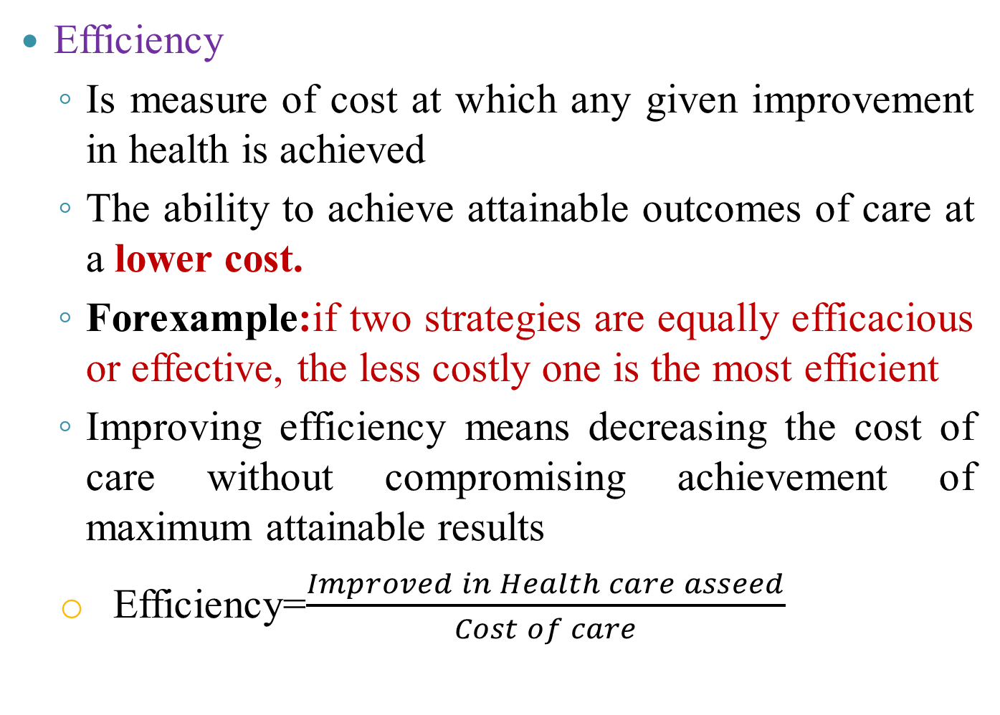 • Efficiency
◦ Is measure of cost at which any given improvement
in health is achieved
◦ The ability to achieve attainable outcomes of care at
a lower cost.
◦ Forexample:if two strategies are equally efficacious
or effective, the less costly one is the most efficient
◦ Improving efficiency means decreasing the cost of
care without compromising achievement of
maximum attainable results
o Efficiency=
Improved in Health care asseed
Cost of care